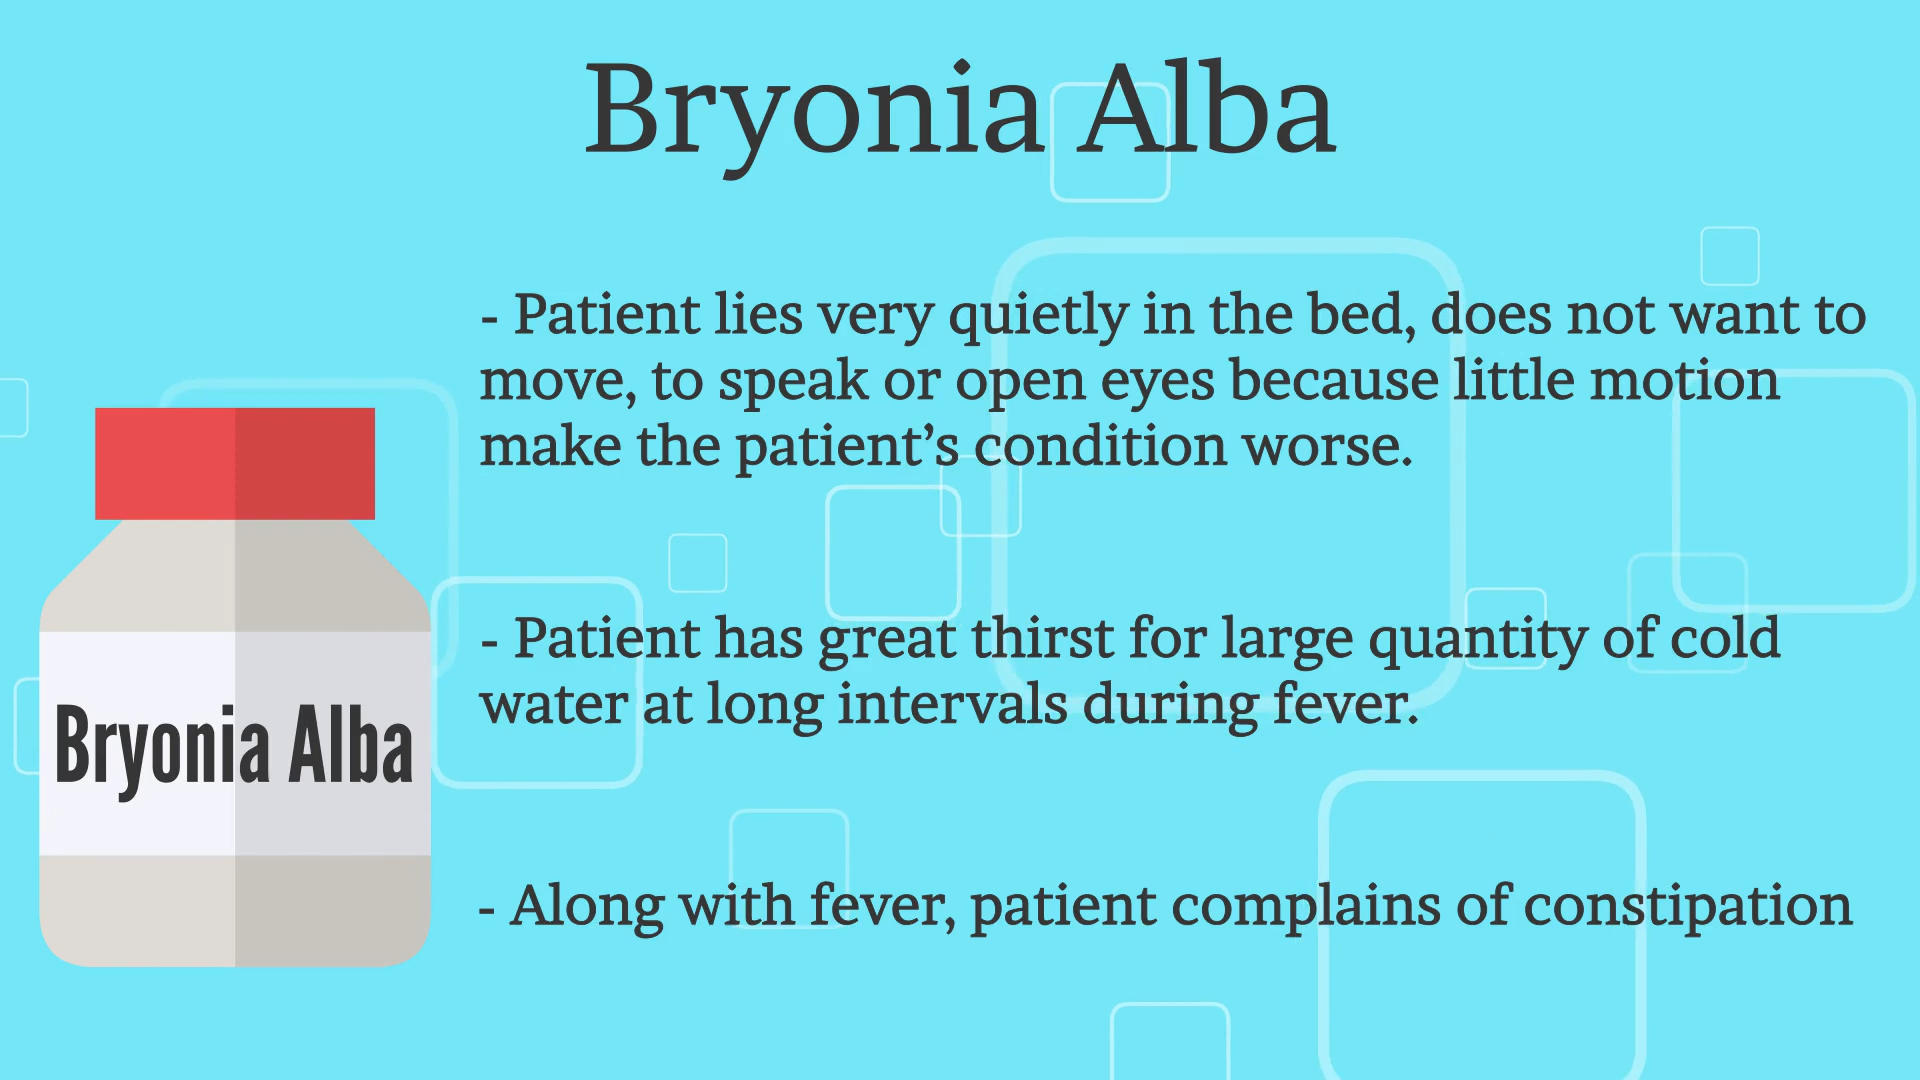 Bryonia Alba
- Patient lies very quietly in the bed, does not want to
move, to speak or open eyes because little motion
make the patient’s condition worse.
- Patient has great thirst for large quantity of cold
water at long intervals during fever.
- Along with fever, patient complains of constipation
Bryonia Alba